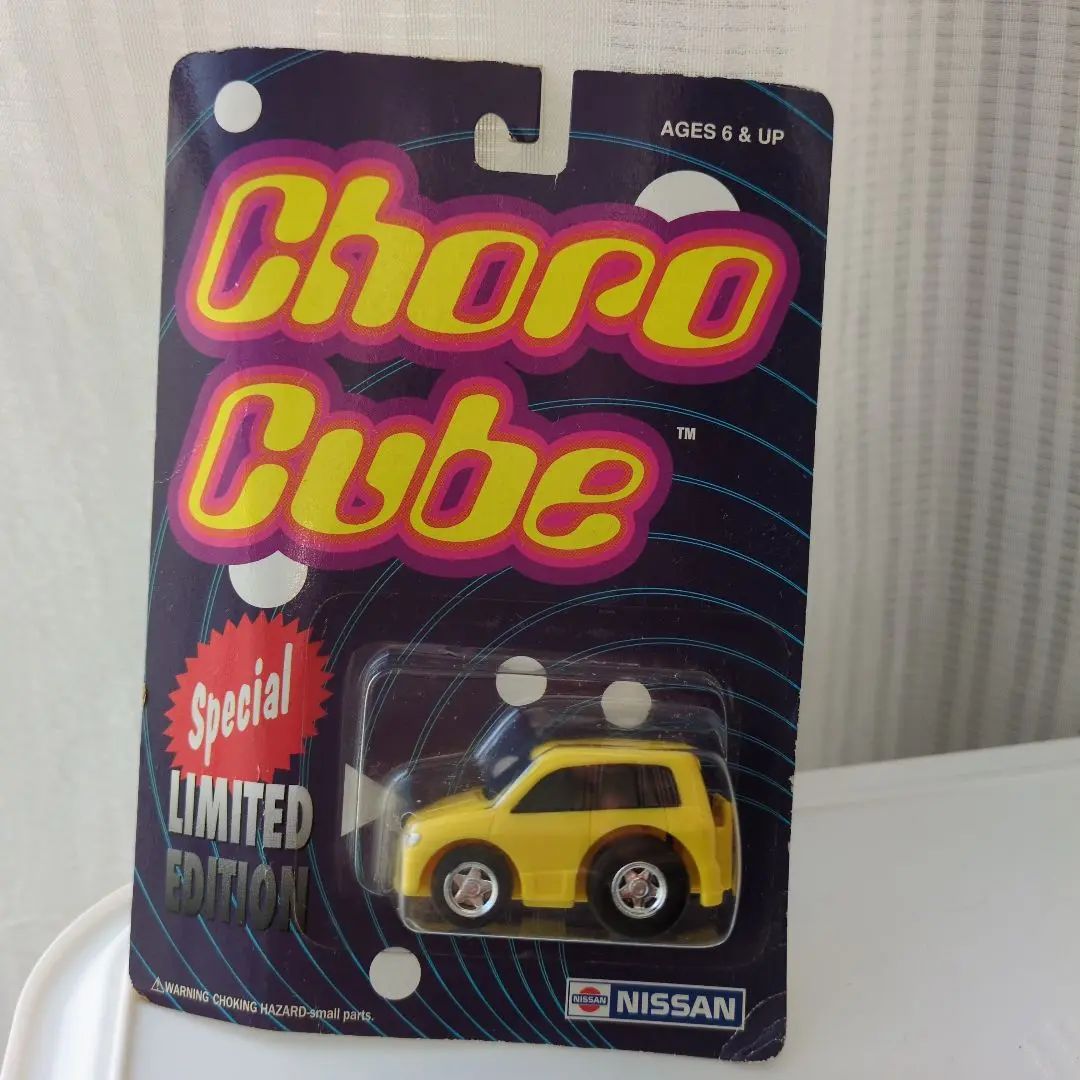 AGES 6 & UP
Choro
Cube
TM
Special
LIMITED
EDITION
⚠WARNING CHOKING HAZARD-small parts.
NISSAN NISSAN